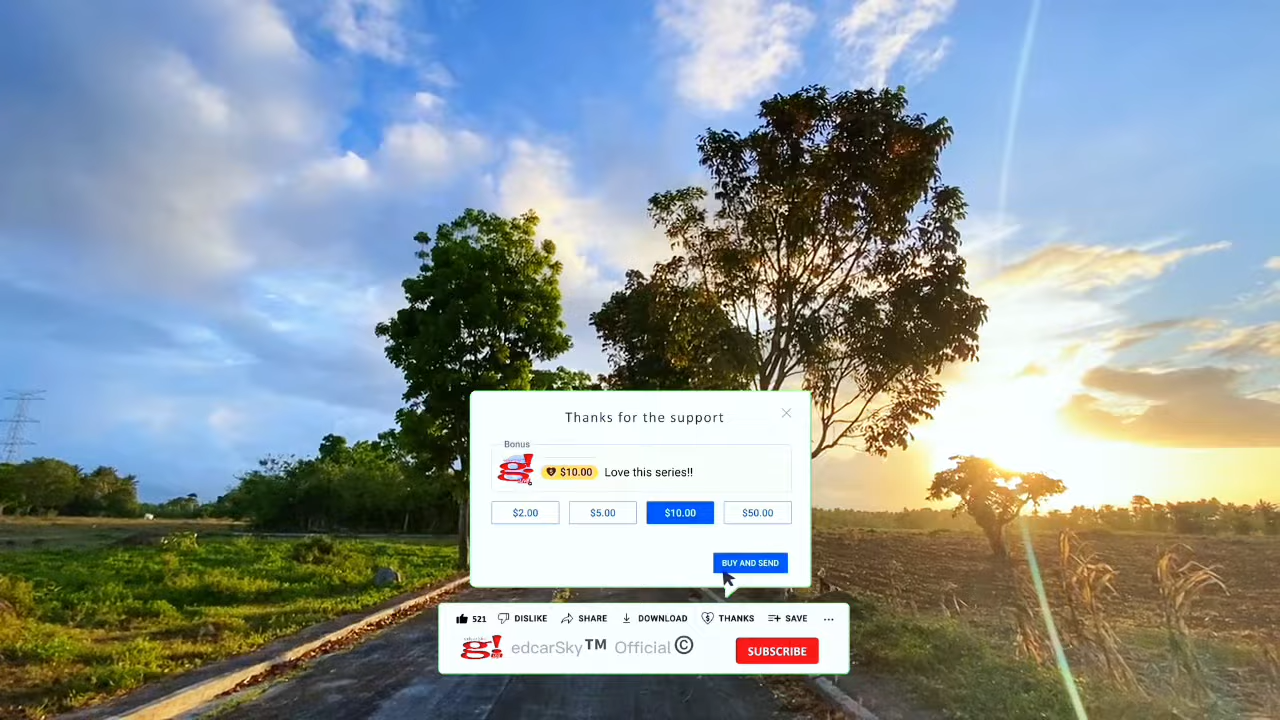 Thanks for the support
Bonus
$10.00 Love this series!!
$2.00 $5.00 $10.00 $50.00
BUY AND SEND
521 DISLIKE SHARE DOWNLOAD THANKS SAVE ...
g! edcarSky™ Official © SUBSCRIBE